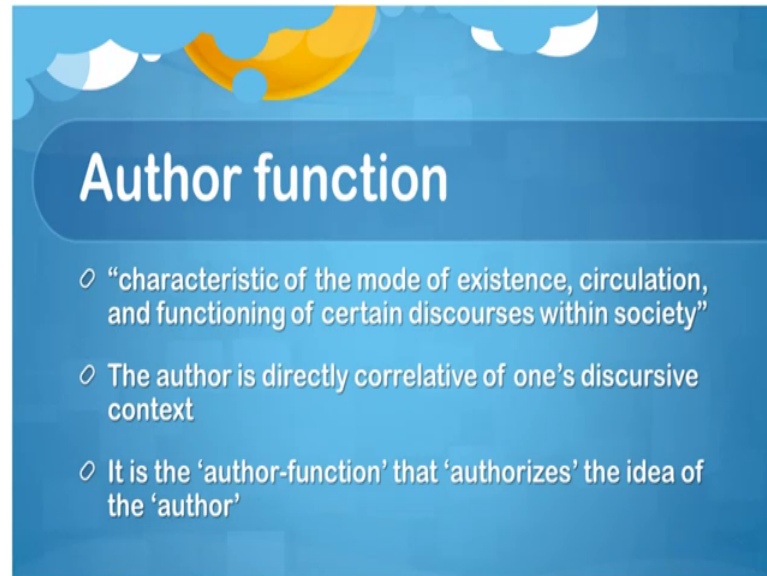 Author function
“characteristic of the mode of existence, circulation,
and functioning of certain discourses within society”
The author is directly correlative of one’s discursive
context
It is the ‘author-function’ that ‘authorizes’ the idea of
the ‘author’